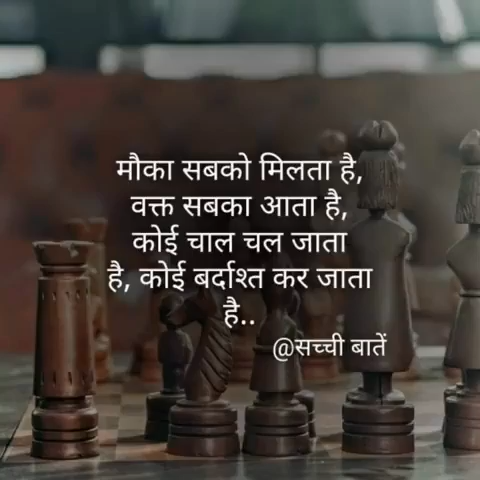 मौका सबको मिलता है,
वक्त सबका आता है,
कोई चाल चल जाता
है, कोई बर्दाश्त कर जाता
है..
@सच्ची बातें